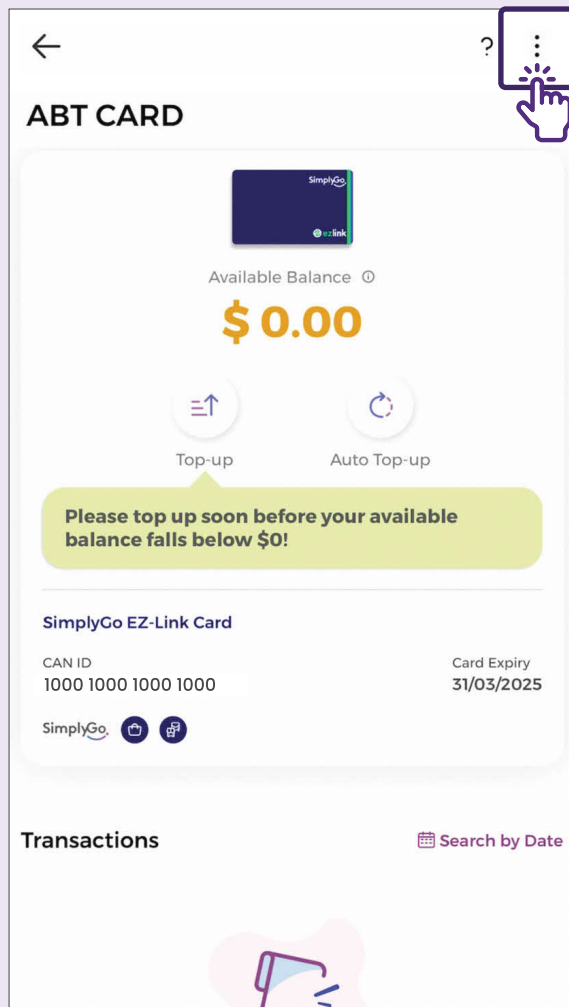 ?
ABT CARD
SimplyGo
ezlink
Available Balance
$ 0.00
Top-up Auto Top-up
Please top up soon before your available
balance falls below $0!
SimplyGo EZ-Link Card
CAN ID Card Expiry
1000 1000 1000 1000 31/03/2025
SimplyGo.
Transactions Search by Date